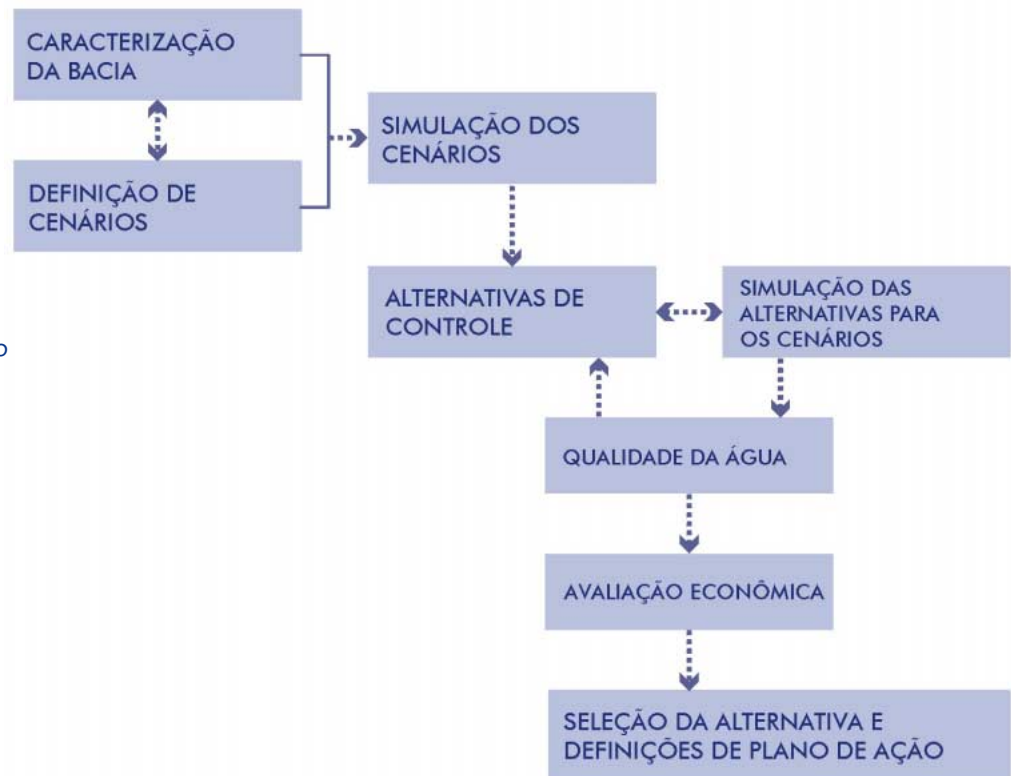 CARACTERIZAÇÃO
DA BACIA
DEFINIÇÃO DE
CENÁRIOS
SIMULAÇÃO DOS
CENÁRIOS
ALTERNATIVAS DE
CONTROLE
SIMULAÇÃO DAS
ALTERNATIVAS PARA
OS CENÁRIOS
o
QUALIDADE DA ÁGUA
AVALIAÇÃO ECONÔMICA
SELEÇÃO DA ALTERNATIVA E
DEFINIÇÕES DE PLANO DE AÇÃO